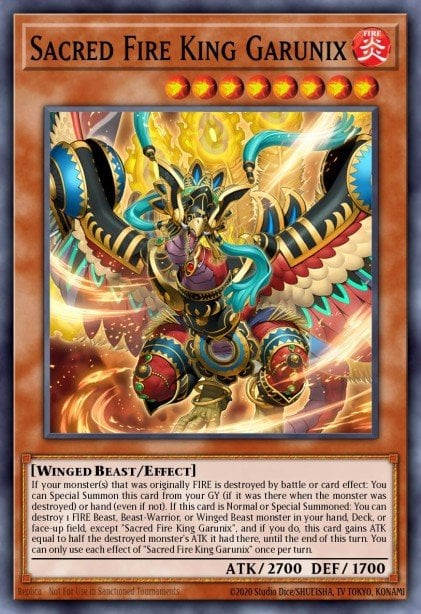 SACRED FIRE KING GARUNIX
FIRE
炎
[WINGED BEAST/EFFECT]
If your monster(s) that was originally FIRE is destroyed by battle or card effect: You
can Special Summon this card from your GY (if it was there when the monster was
destroyed) or hand (even if not). If this card is Normal or Special Summoned: You can
destroy 1 FIRE Beast, Beast-Warrior, or Winged Beast monster in your hand, Deck, or
face-up field, except "Sacred Fire King Garunix", and if you do, this card gains ATK
equal to half the destroyed monster's ATK it had there, until the end of this turn. You
can only use each effect of "Sacred Fire King Garunix" once per turn.
ATK/2700 DEF/1700
Replica - Not For Use in Sanctioned Tournaments
©2020 Studio Dice/SHUEISHA, TV TOKYO, KONAMI